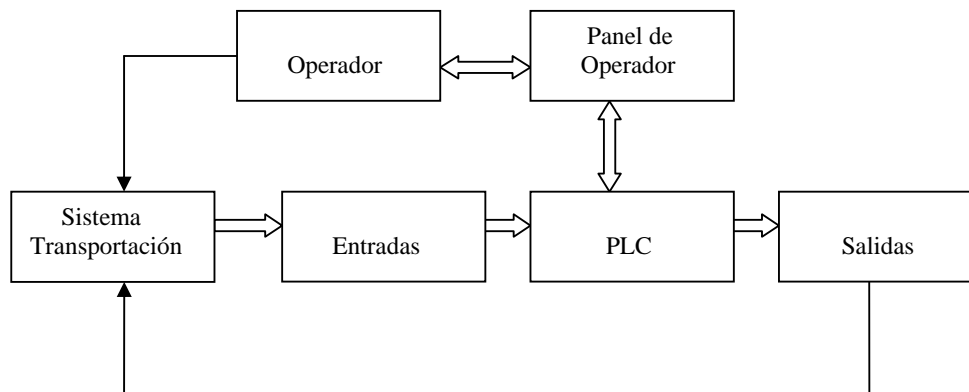 Operador
Panel de
Operador
Sistema
Transportación
Entradas
PLC
Salidas